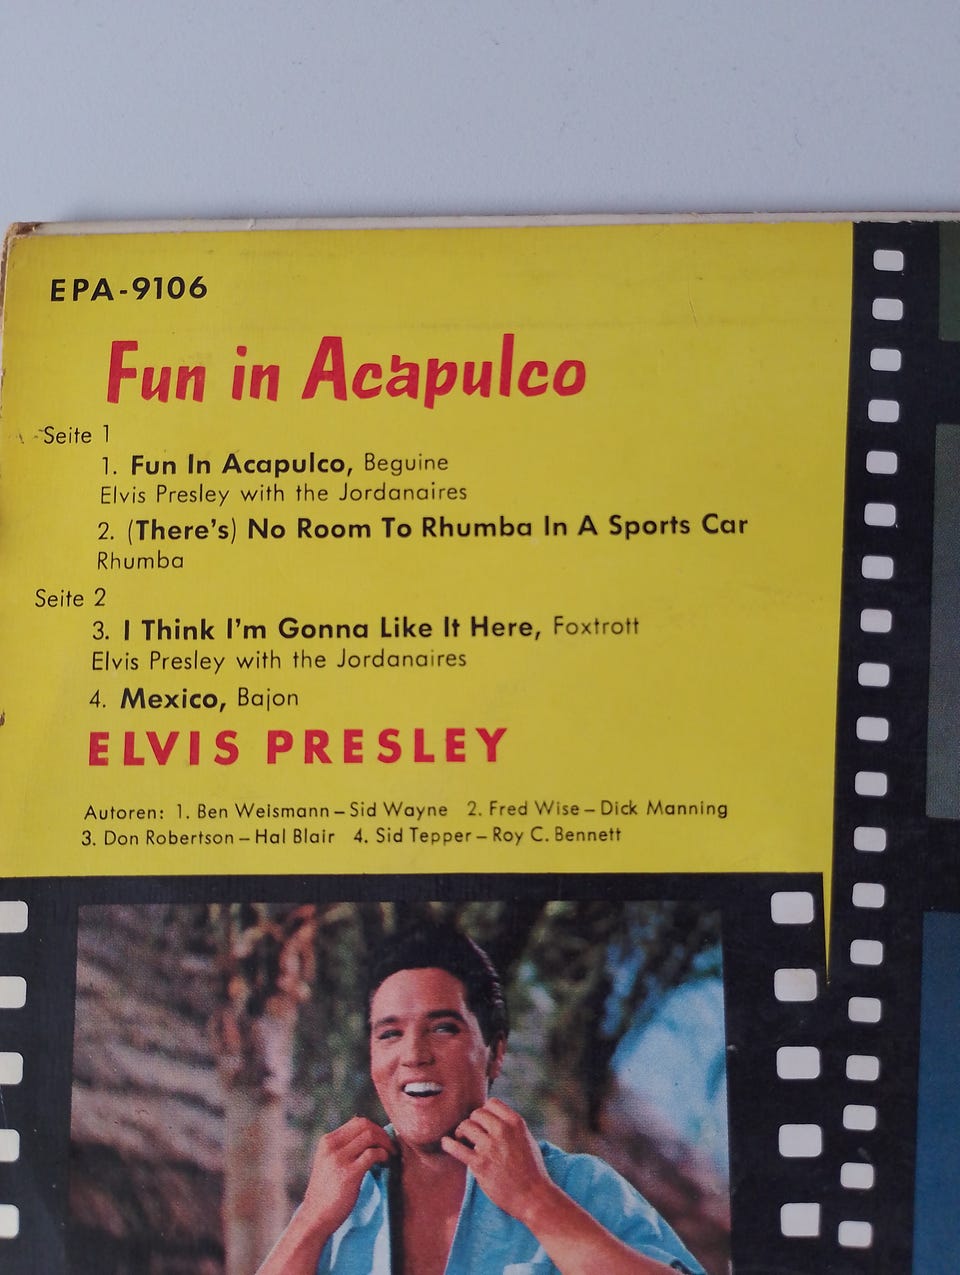 EPA-9106
Fun in Acapulco
Seite 1
1. Fun In Acapulco, Beguine
Elvis Presley with the Jordanaires
2. (There's) No Room To Rhumba In A Sports Car
Rhumba
Seite 2
3. I Think I'm Gonna Like It Here, Foxtrott
Elvis Presley with the Jordanaires
4. Mexico, Bajon
ELVIS PRESLEY
Autoren: 1. Ben Weismann – Sid Wayne 2. Fred Wise – Dick Manning
3. Don Robertson – Hal Blair 4. Sid Tepper – Roy C. Bennett